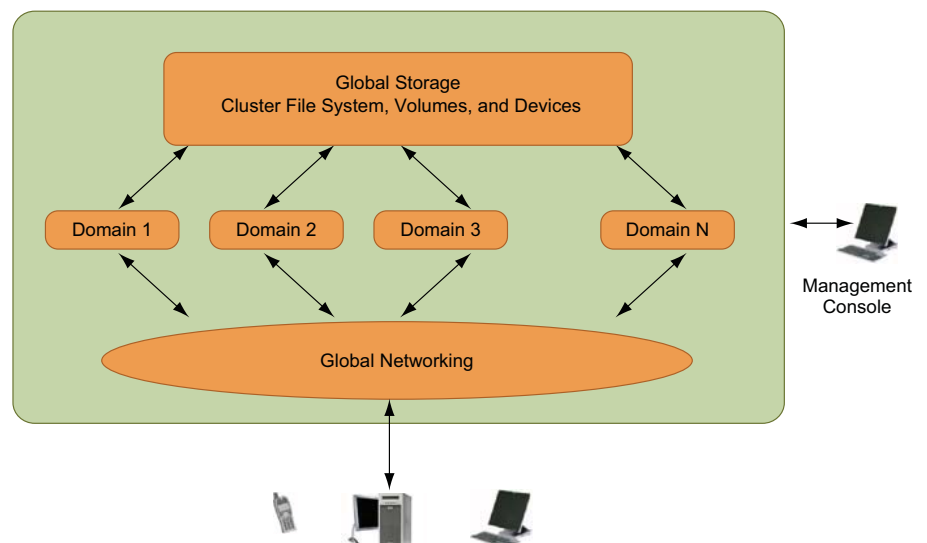 Global Storage
Cluster File System, Volumes, and Devices
Domain 1
Domain 2
Domain 3
Domain N
Management
Console
Global Networking